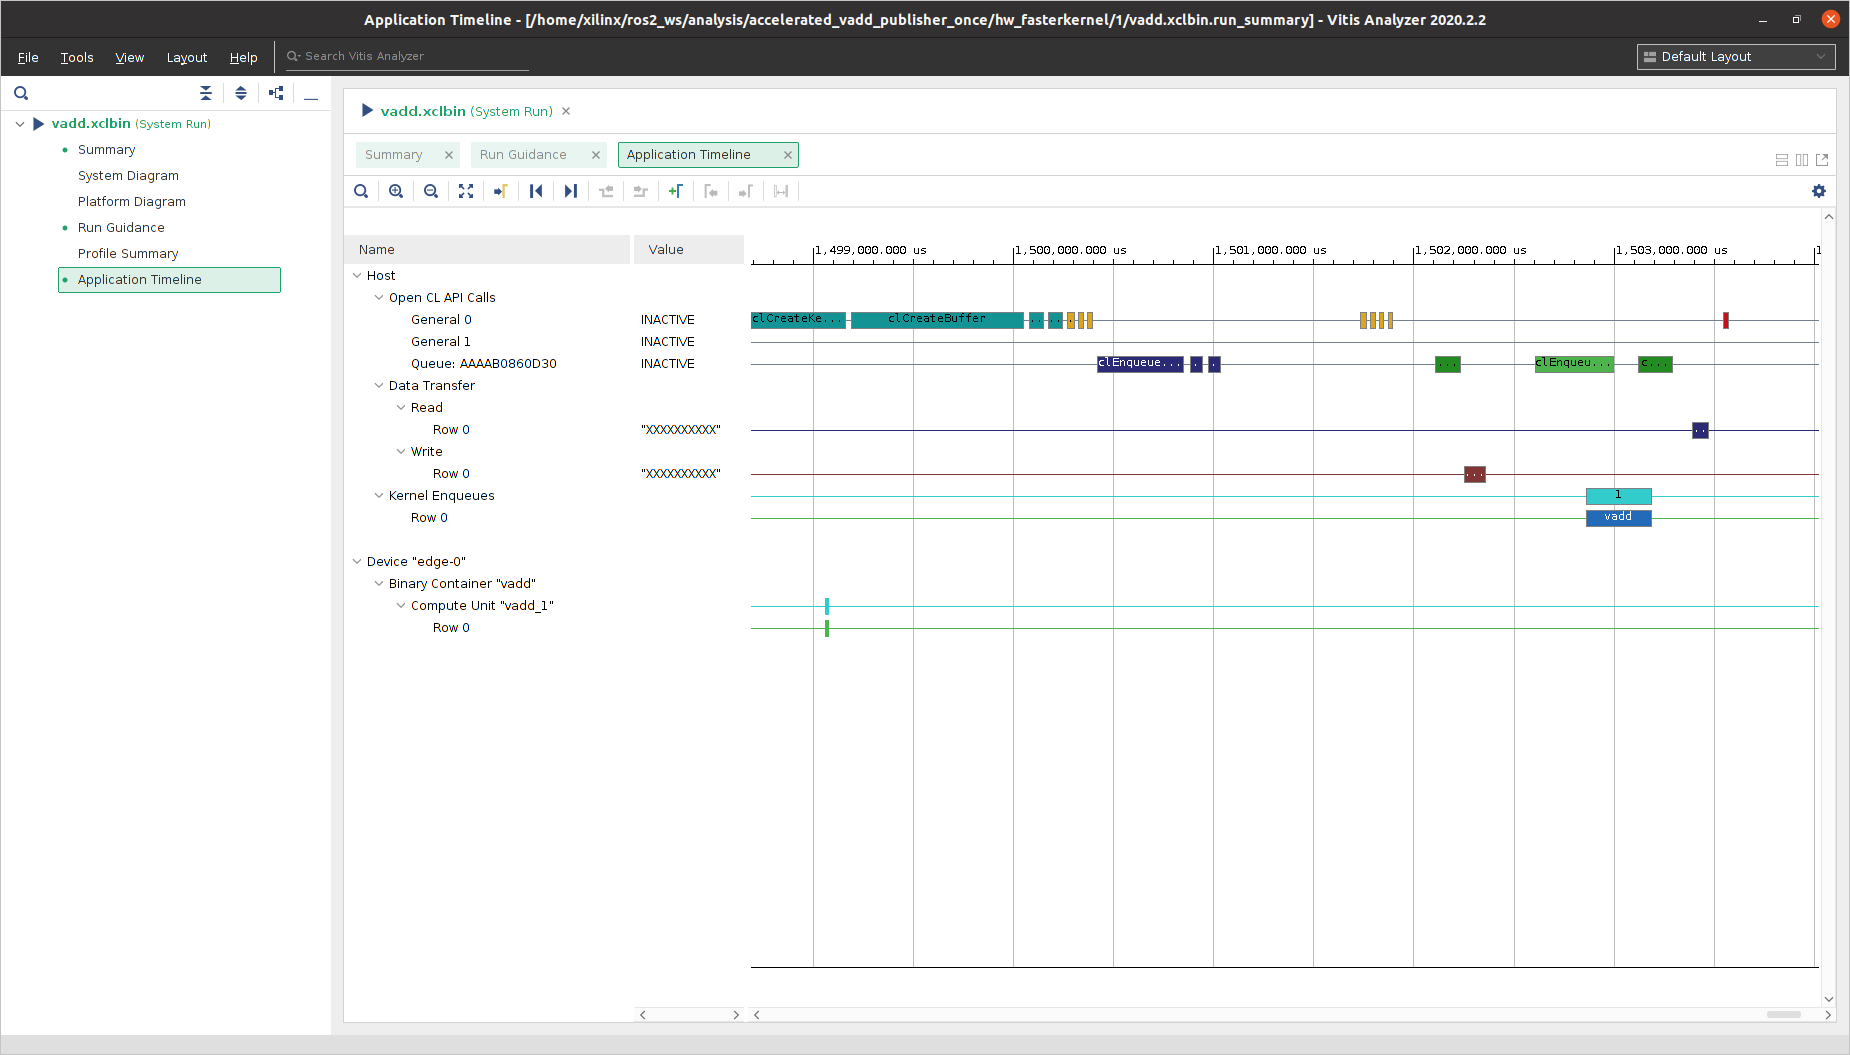 Application Timeline - [/home/xilinx/ros2_ws/analysis/accelerated_vadd_publisher_once/hw_fasterkernel/1/vadd.xclbin.run_summary] - Vitis Analyzer 2020.2.2
File Tools View Layout Help Search Vitis Analyzer Default Layout
vadd.xclbin (System Run)
Summary
System Diagram
Platform Diagram
Run Guidance
Profile Summary
Application Timeline
vadd.xclbin (System Run)
Summary Run Guidance Application Timeline
Name Value 1,499,000.000 us 1,500,000.000 us 1,501,000.000 us 1,502,000.000 us 1,503,000.000 us 1
Host
Open CL API Calls
General 0 INACTIVE clCreateKe... clCreateBuffer .. .. .
General 1 INACTIVE
Queue: AAAAB0860D30 INACTIVE clEnqueue... . . ... clEnqueu... c...
Data Transfer
Read
Row 0 "XXXXXXXXXX" ..
Write
Row 0 "XXXXXXXXXX" ...
Kernel Enqueues 1
Row 0 vadd
Device "edge-0"
Binary Container "vadd"
Compute Unit "vadd_1"
Row 0